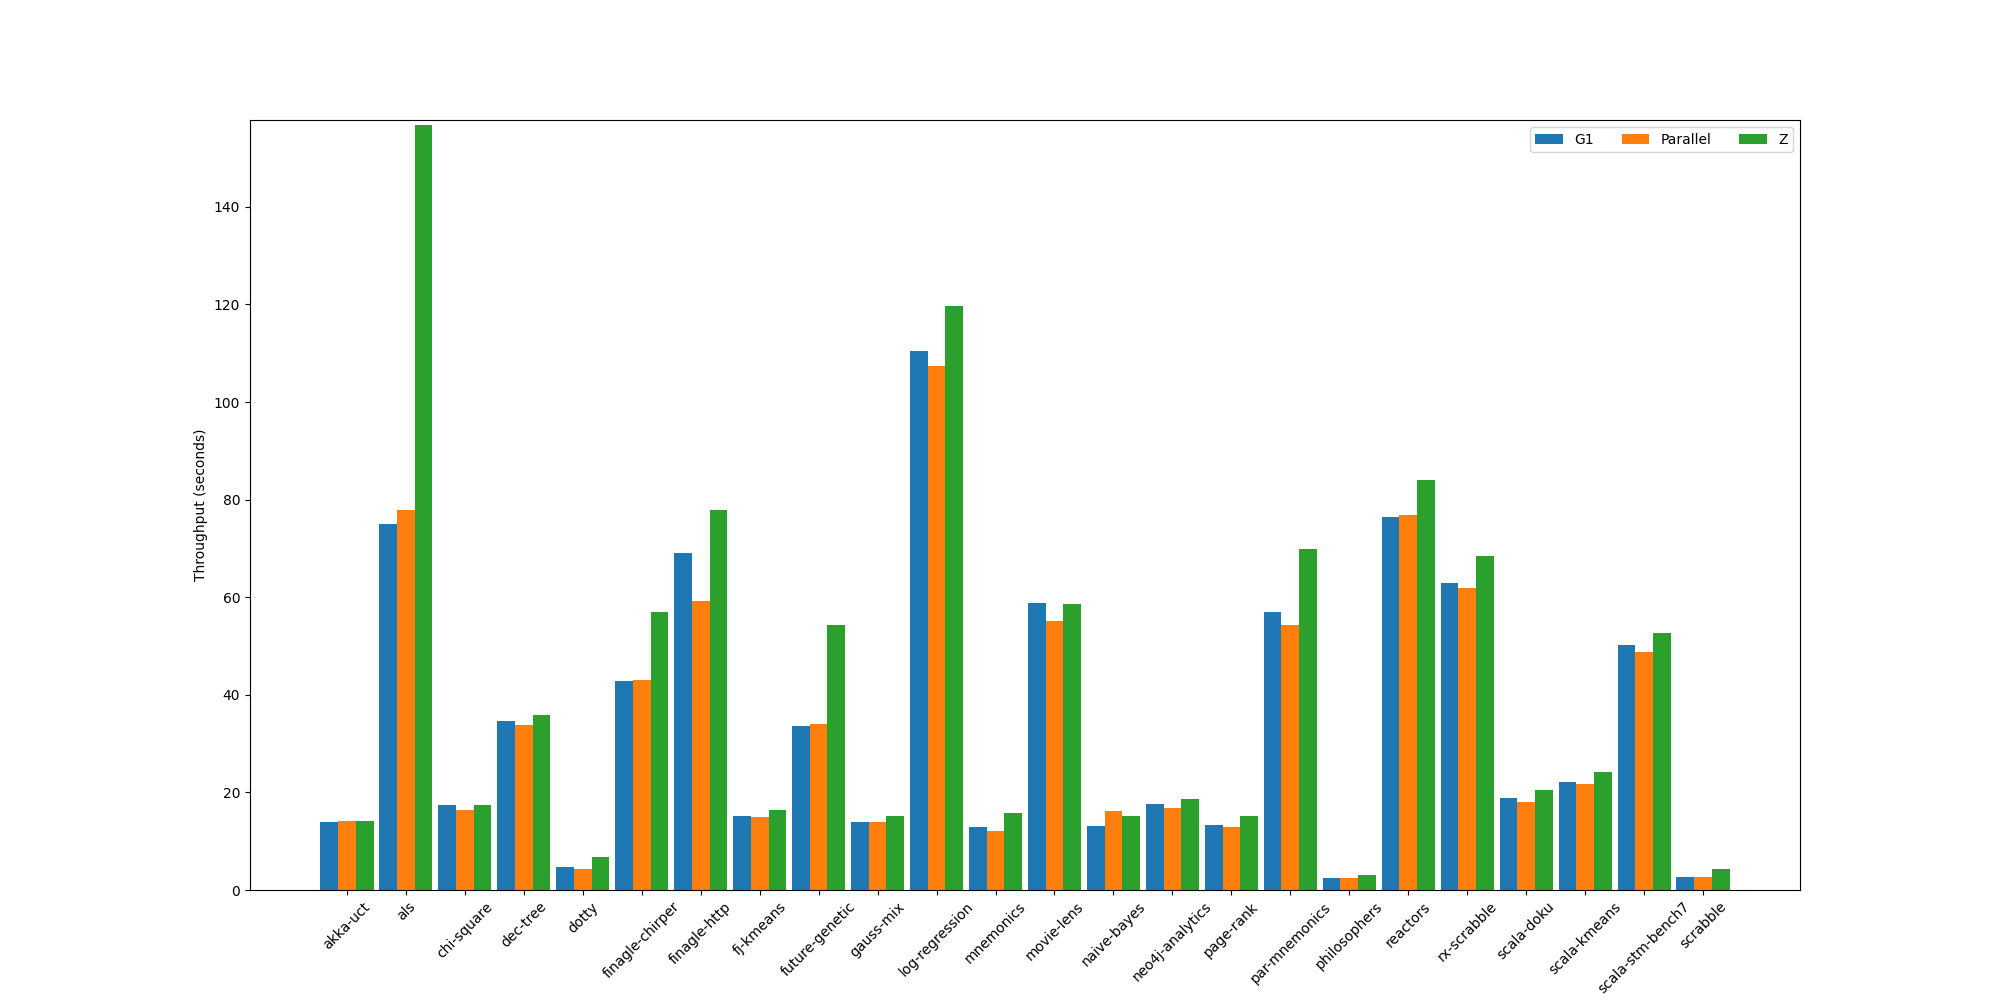 G1 Parallel Z
Throughput (seconds)
140
120
100
80
60
40
20
0
akka-uct
als
chi-square
dec-tree
dotty
finagle-chirper
finagle-http
fj-kmeans
future-genetic
gauss-mix
log-regression
mnemonics
movie-lens
naive-bayes
neo4j-analytics
page-rank
par-mnemonics
philosophers
reactors
rx-scrabble
scala-doku
scala-kmeans
scala-stm-bench7
scrabble